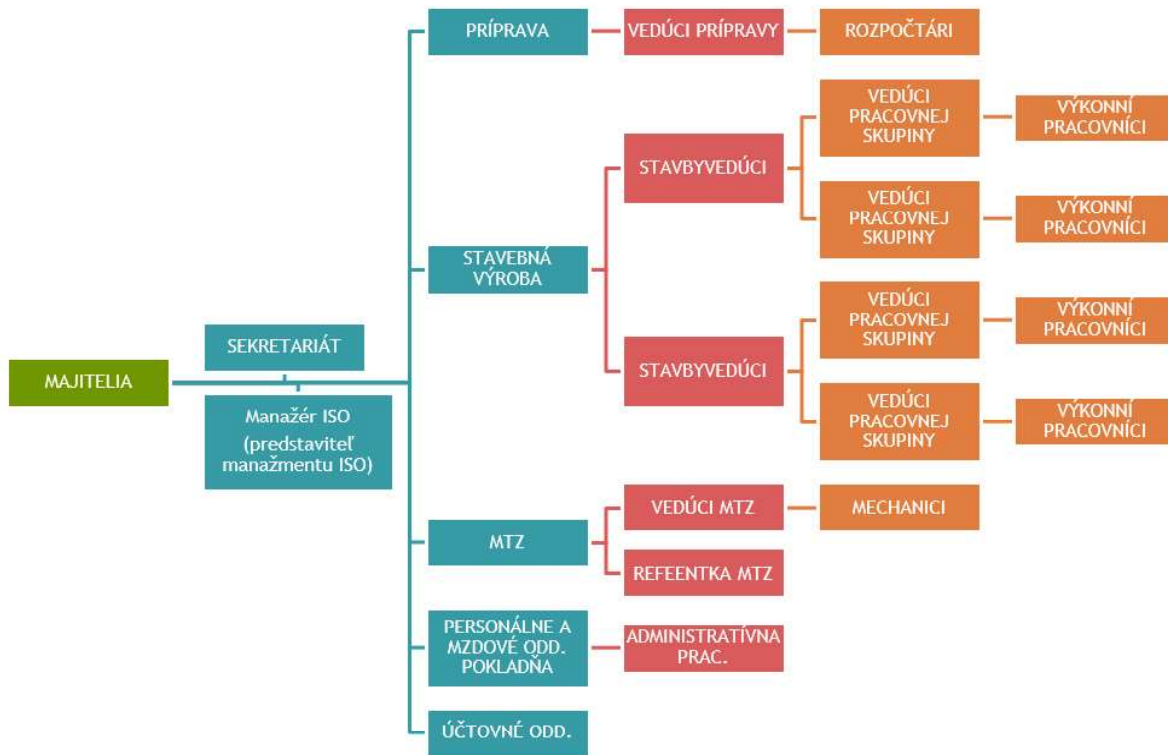 PRÍPRAVA
VEDÚCI PRÍPRAVY
ROZPOČTÁRI
VEDÚCI
PRACOVNEJ
SKUPINY
VÝKONNÍ
PRACOVNÍCI
STAVBYVEDÚCI
VEDÚCI
PRACOVNEJ
SKUPINY
VÝKONNÍ
PRACOVNÍCI
STAVEBNÁ
VÝROBA
VEDÚCI
PRACOVNEJ
SKUPINY
VÝKONNÍ
PRACOVNÍCI
STAVBYVEDÚCI
VEDÚCI
PRACOVNEJ
SKUPINY
VÝKONNÍ
PRACOVNÍCI
SEKRETARIÁT
MAJITELIA
Manažér ISO
(predstaviteľ
manažmentu ISO)
MTZ
VEDÚCI MTZ
MECHANICI
REFEENTKA MTZ
PERSONÁLNE A
MZDOVÉ ODD.
POKLADŇA
ADMINISTRATÍVNA
PRAC.
ÚČTOVNÉ ODD.